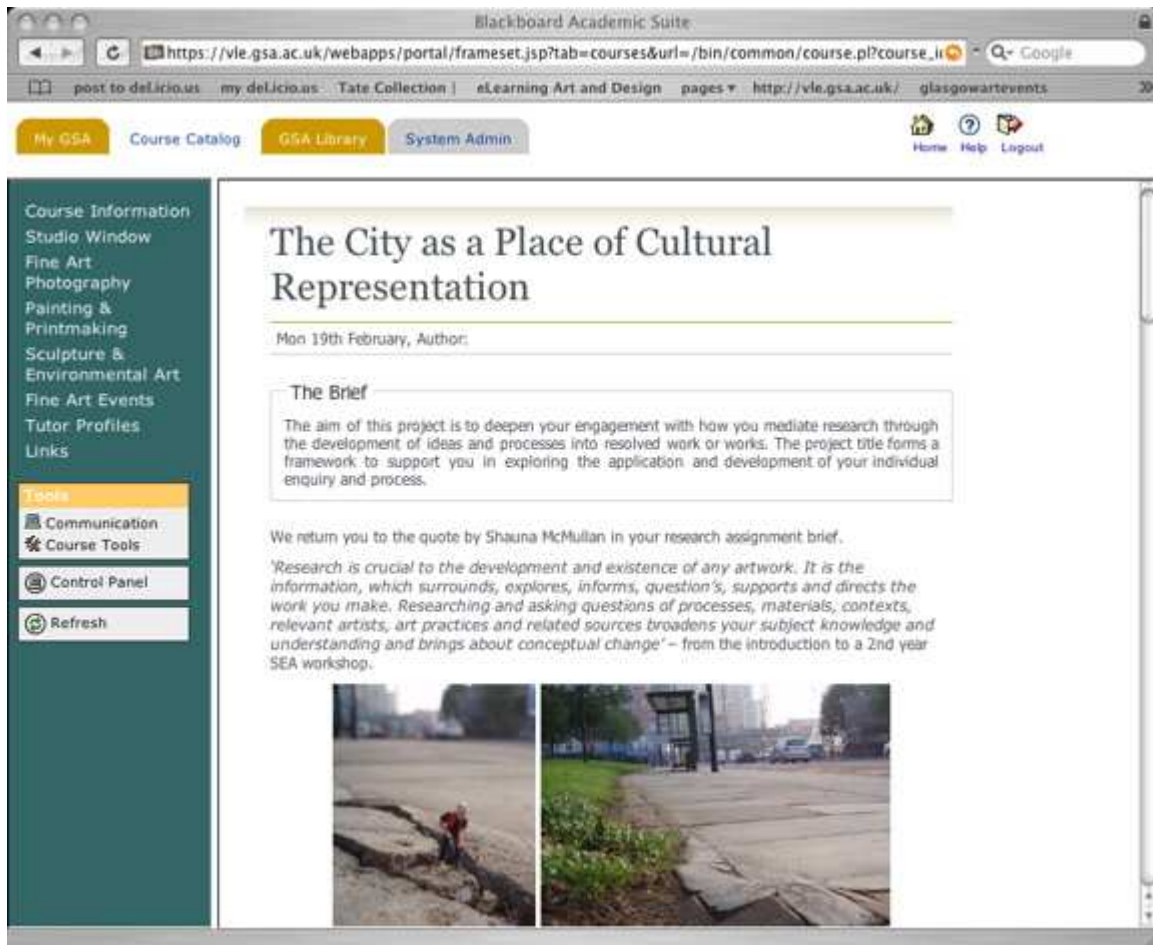 Blackboard Academic Suite
https://vle.gsa.ac.uk/webapps/portal/frameset.jsp?tab=courses&url=/bin/common/course.pl?course_i
Google
post to del.icio.us my del.icio.us Tate Collection | eLearning Art and Design pages http://vle.gsa.ac.uk/ glasgowartevents
My GSA Course Catalog GSA Library System Admin
Home Help Logout
Course Information
Studio Window
Fine Art
Photography
Painting &
Printmaking
Sculpture &
Environmental Art
Fine Art Events
Tutor Profiles
Links
Tools
Communication
Course Tools
Control Panel
Refresh
The City as a Place of Cultural
Representation
Mon 19th February, Author:
The Brief
The aim of this project is to deepen your engagement with how you mediate research through
the development of ideas and processes into resolved work or works. The project title forms a
framework to support you in exploring the application and development of your individual
enquiry and process.
We return you to the quote by Shauna McMullan in your research assignment brief.
'Research is crucial to the development and existence of any artwork. It is the
information, which surrounds, explores, informs, question's, supports and directs the
work you make. Researching and asking questions of processes, materials, contexts,
relevant artists, art practices and related sources broadens your subject knowledge and
understanding and brings about conceptual change' – from the introduction to a 2nd year
SEA workshop.